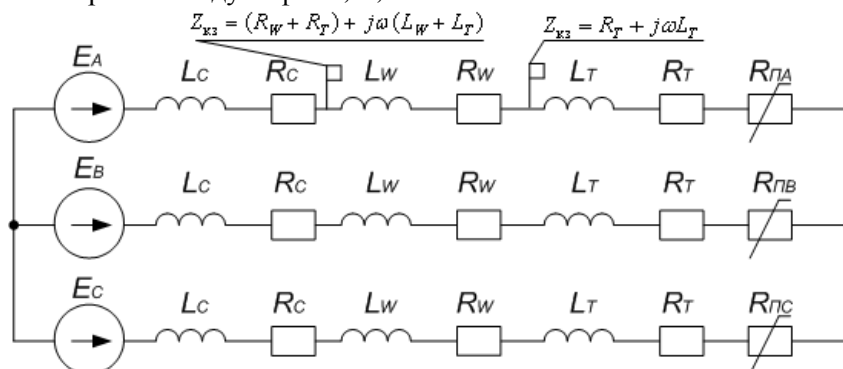 Z_кз = (R_W + R_T) + jω(L_W + L_T) Z_кз = R_T + jωL_T
E_A L_C R_C L_W R_W L_T R_T R_ПА
E_B L_C R_C L_W R_W L_T R_T R_ПВ
E_C L_C R_C L_W R_W L_T R_T R_ПС